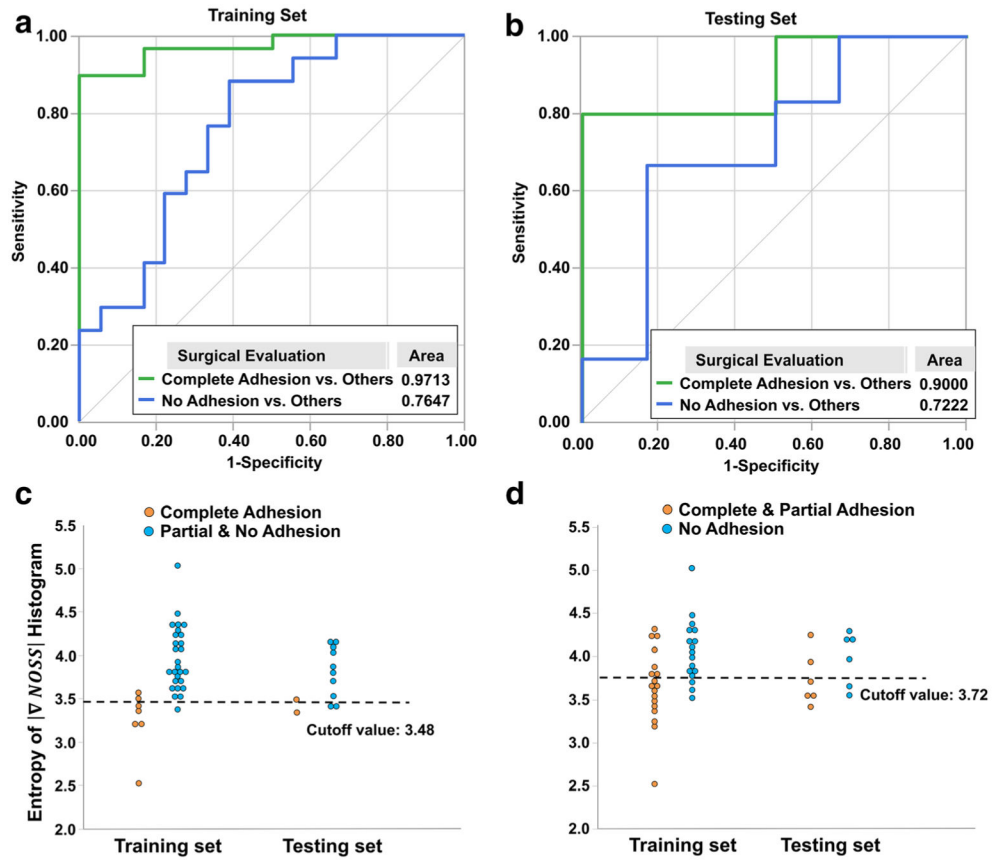 a
Training Set
1.00
0.80
0.60
0.40
0.20
0.00
Sensitivity
0.00 0.20 0.40 0.60 0.80 1.00
1-Specificity
Surgical Evaluation Area
Complete Adhesion vs. Others 0.9713
No Adhesion vs. Others 0.7647
b
Testing Set
1.00
0.80
0.60
0.40
0.20
0.00
Sensitivity
0.00 0.20 0.40 0.60 0.80 1.00
1-Specificity
Surgical Evaluation Area
Complete Adhesion vs. Others 0.9000
No Adhesion vs. Others 0.7222
c
Complete Adhesion
Partial & No Adhesion
5.5
5.0
4.5
4.0
3.5
3.0
2.5
2.0
Entropy of |∇ NOSS| Histogram
Cutoff value: 3.48
Training set Testing set
d
Complete & Partial Adhesion
No Adhesion
5.5
5.0
4.5
4.0
3.5
3.0
2.5
2.0
Cutoff value: 3.72
Training set Testing set